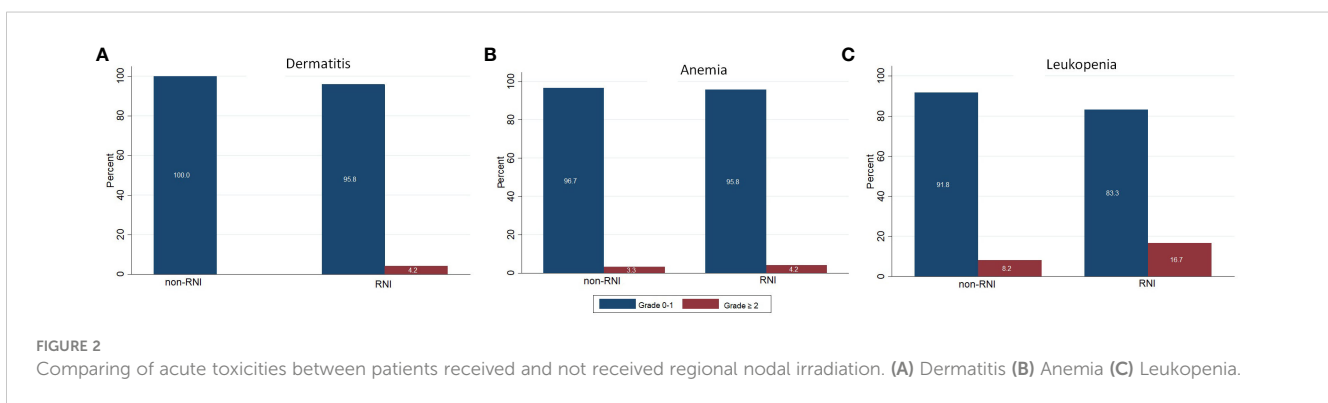 A
Dermatitis
Percent
100
80
60
40
20
0
100.0
95.8
4.2
non-RNI
RNI
B
Anemia
Percent
100
80
60
40
20
0
96.7
3.3
95.8
4.2
non-RNI
RNI
C
Leukopenia
Percent
100
80
60
40
20
0
91.8
8.2
83.3
16.7
non-RNI
RNI
Grade 0-1 Grade ≥ 2
FIGURE 2
Comparing of acute toxicities between patients received and not received regional nodal irradiation. (A) Dermatitis (B) Anemia (C) Leukopenia.